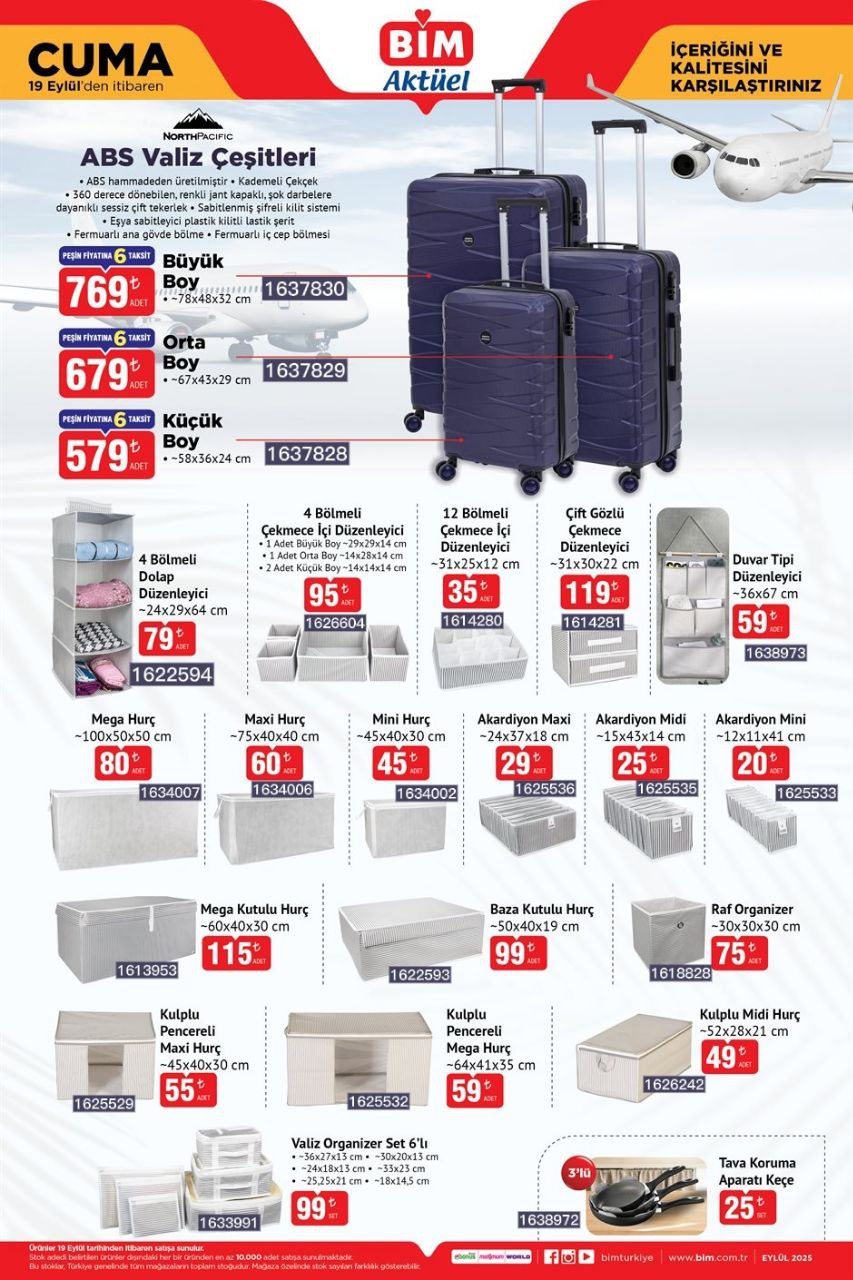 CUMA
19 Eylül'den itibaren
BİM
Aktüel
İÇERİĞİNİ VE
KALİTESİNİ
KARŞILAŞTIRINIZ
NORTHPACIFIC
ABS Valiz Çeşitleri
• ABS hammadeden üretilmiştir • Kademeli Çekçek
• 360 derece dönebilen, renkli jant kapaklı, şok darbelere
dayanıklı sessiz çift tekerlek • Sabitlenmiş şifreli kilit sistemi
• Eşya sabitleyici plastik kilitli lastik şerit
• Fermuarlı ana gövde bölme • Fermuarlı iç cep bölmesi
PEŞİN FİYATINA 6 TAKSİT
769₺ ADET
Büyük
Boy
• ~78x48x32 cm
1637830
PEŞİN FİYATINA 6 TAKSİT
679₺ ADET
Orta
Boy
• ~67x43x29 cm
1637829
PEŞİN FİYATINA 6 TAKSİT
579₺ ADET
Küçük
Boy
• ~58x36x24 cm
1637828
4 Bölmeli
Dolap
Düzenleyici
~24x29x64 cm
79₺ ADET
1622594
4 Bölmeli
Çekmece İçi Düzenleyici
• 1 Adet Büyük Boy ~29x29x14 cm
• 1 Adet Orta Boy ~14x28x14 cm
• 2 Adet Küçük Boy ~14x14x14 cm
95₺ ADET
1626604
12 Bölmeli
Çekmece İçi
Düzenleyici
~31x25x12 cm
35₺ ADET
1614280
Çift Gözlü
Çekmece
Düzenleyici
~31x30x22 cm
119₺ ADET
1614281
Duvar Tipi
Düzenleyici
~36x67 cm
59₺ ADET
1638973
Mega Hurç
~100x50x50 cm
80₺ ADET
1634007
Maxi Hurç
~75x40x40 cm
60₺ ADET
1634006
Mini Hurç
~45x40x30 cm
45₺ ADET
1634002
Akardiyon Maxi
~24x37x18 cm
29₺ ADET
1625536
Akardiyon Midi
~15x43x14 cm
25₺ ADET
1625535
Akardiyon Mini
~12x11x41 cm
20₺ ADET
1625533
Mega Kutulu Hurç
~60x40x30 cm
115₺ ADET
1613953
Baza Kutulu Hurç
~50x40x19 cm
99₺ ADET
1622593
Raf Organizer
~30x30x30 cm
75₺ ADET
1618828
Kulplu
Pencereli
Maxi Hurç
~45x40x30 cm
55₺ ADET
1625529
Kulplu
Pencereli
Mega Hurç
~64x41x35 cm
59₺ ADET
1625532
Kulplu Midi Hurç
~52x28x21 cm
49₺ ADET
1626242
Valiz Organizer Set 6'lı
• ~36x27x13 cm • ~30x20x13 cm
• ~24x18x13 cm • ~33x23 cm
• ~25,25x21 cm • ~18x14,5 cm
99₺ SET
1633991
3'lü
Tava Koruma
Aparatı Keçe
25₺ SET
1638972
Ürünler 19 Eylül tarihinden itibaren satışa sunulur.
Stok adedi belirtilen ürünler dışındaki her bir üründen en az 10.000 adet satışa sunulmaktadır.
Bu stoklar, Türkiye genelinde tüm mağazaların toplam stoğudur. Mağaza özelinde stok sayıları farklılık gösterebilir.
bonus maximum WORLD
bimturkiye
www.bim.com.tr
EYLÜL 2025